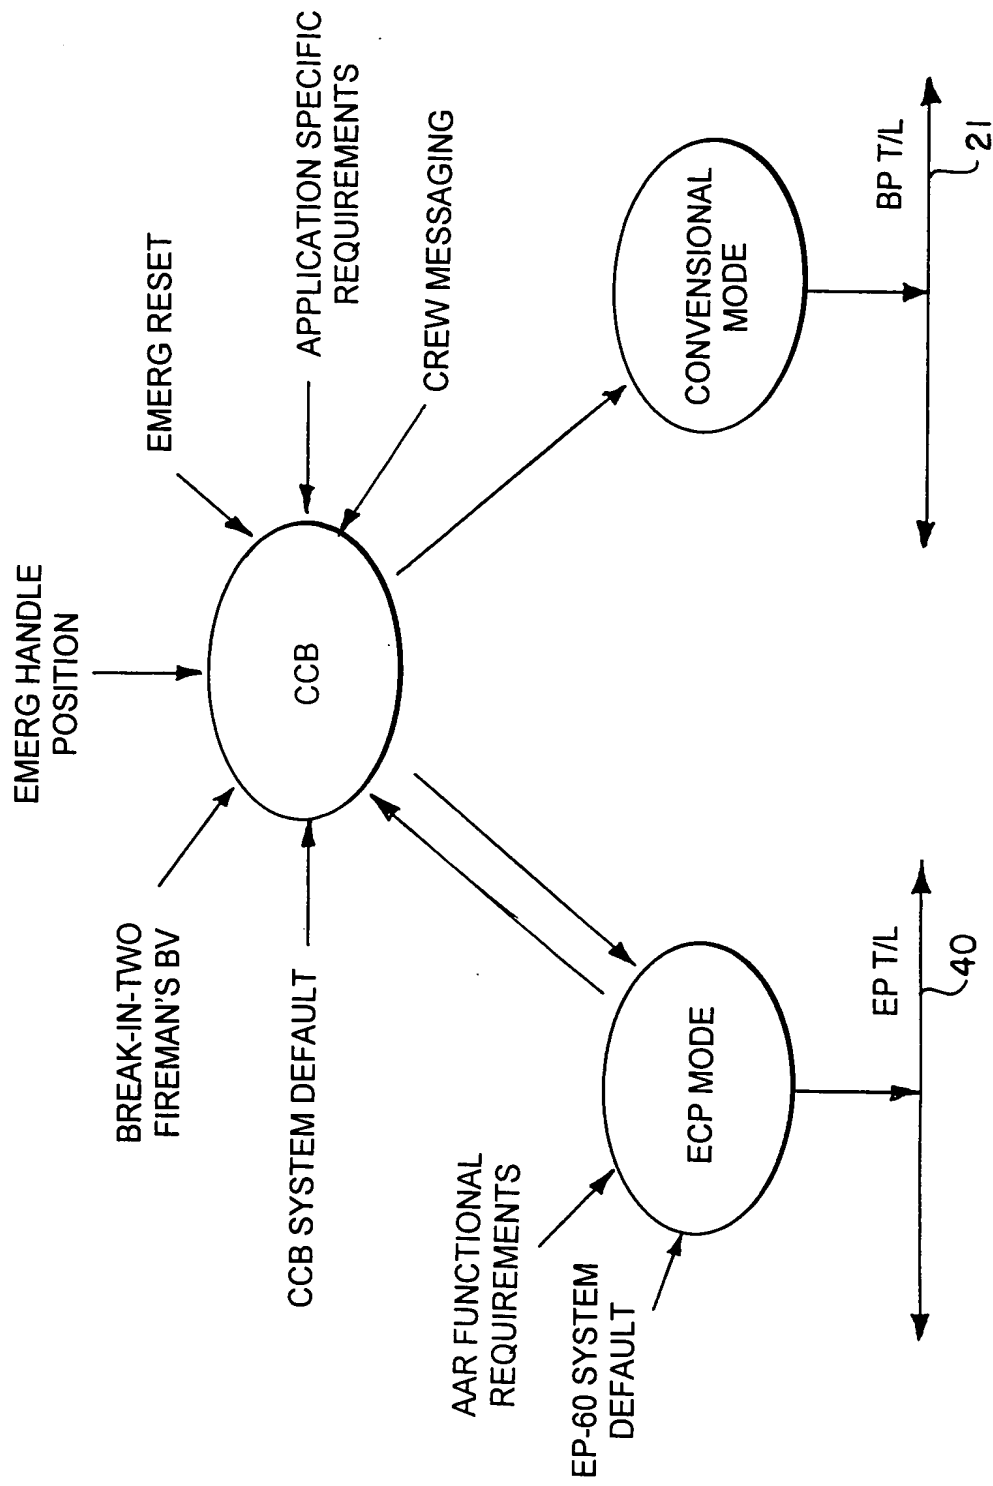 EMERG HANDLE
POSITION
BREAK-IN-TWO
FIREMAN'S BV
EMERG RESET
CCB SYSTEM DEFAULT
CCB
APPLICATION SPECIFIC
REQUIREMENTS
CREW MESSAGING
AAR FUNCTIONAL
REQUIREMENTS
EP-60 SYSTEM
DEFAULT
ECP MODE
CONVENSIONAL
MODE
EP T/L
40
BP T/L
21